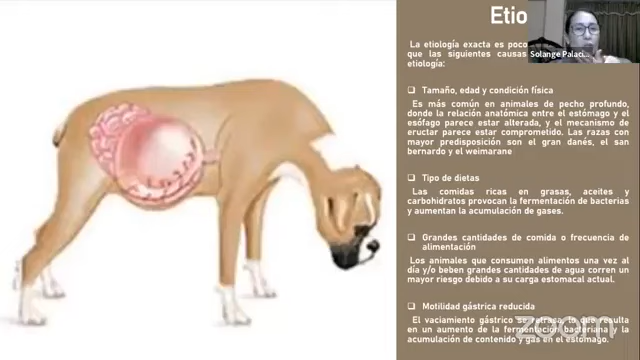 Etio
La etiología exacta es poco
que las siguientes causas
etiología:
Solange Palaci...
❑ Tamaño, edad y condición física
Es más común en animales de pecho profundo,
donde la relación anatómica entre el estómago y
el esófago parece estar alterada, y el mecanismo de
eructar parece estar comprometido. Las razas con
mayor predisposición son el gran danés, el san
bernardo y el weimarane
❑ Tipo de dietas
Las comidas ricas en grasas, aceites y
carbohidratos provocan la fermentación de bacterias
y aumentan la acumulación de gases.
❑ Grandes cantidades de comida o frecuencia de
alimentación
Los animales que consumen alimentos una vez al
día y/o beben grandes cantidades de agua corren un
mayor riesgo debido a su carga estomacal actual.
❑ Motilidad gástrica reducida
El vaciamiento gástrico se retrasa, lo que resulta
en un aumento de la fermentación bacteriana y la
acumulación de contenido y gas en el estómago.
zoom